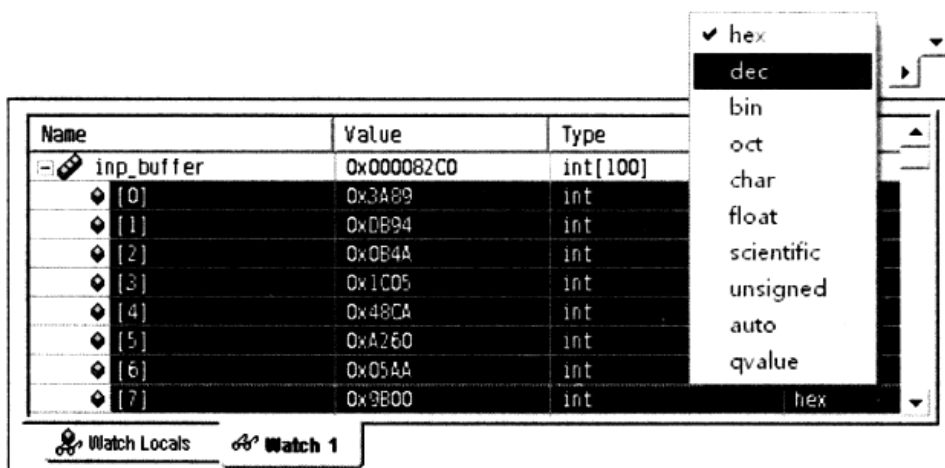 hex
dec
bin
oct
char
float
scientific
unsigned
auto
qvalue
Name Value Type
inp_buffer 0x000082C0 int[100]
[0] 0x3A89 int
[1] 0xDB94 int
[2] 0x0B4A int
[3] 0x1C05 int
[4] 0x48CA int
[5] 0xA260 int
[6] 0x05AA int
[7] 0x9B00 int hex
Watch Locals Watch 1